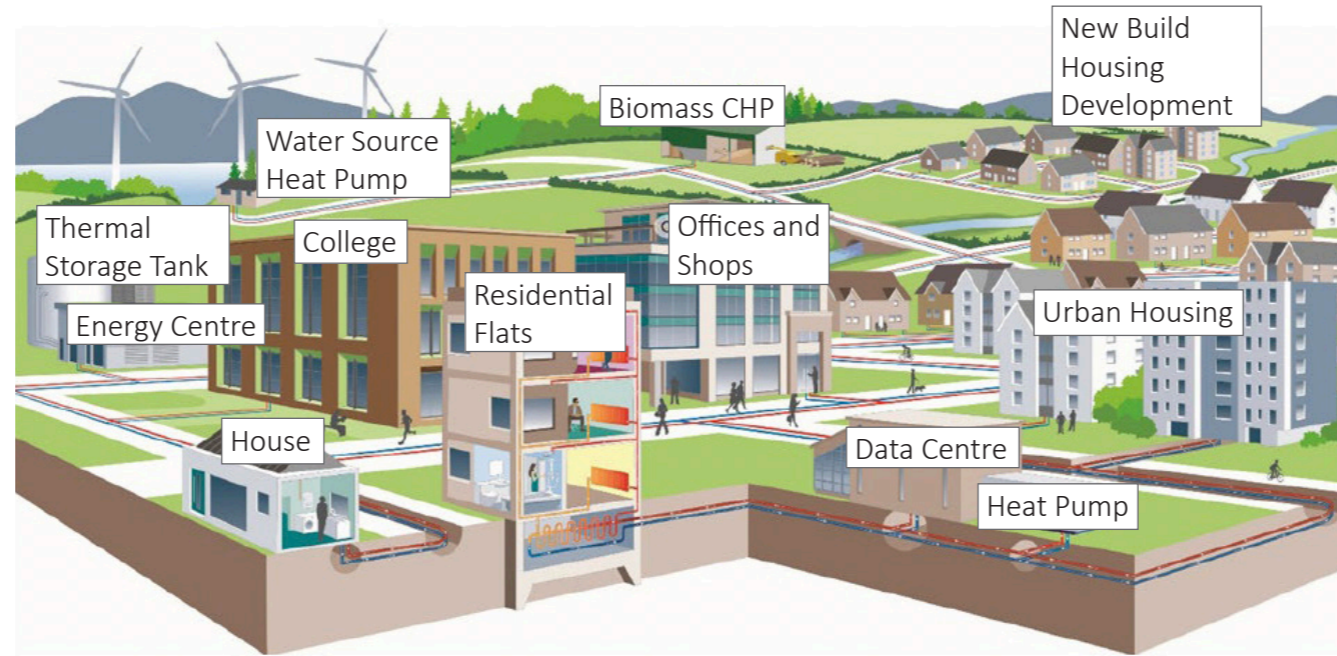 New Build
Housing
Development
Biomass CHP
Water Source
Heat Pump
Thermal
Storage Tank
College
Offices and
Shops
Energy Centre
Residential
Flats
Urban Housing
House
Data Centre
Heat Pump